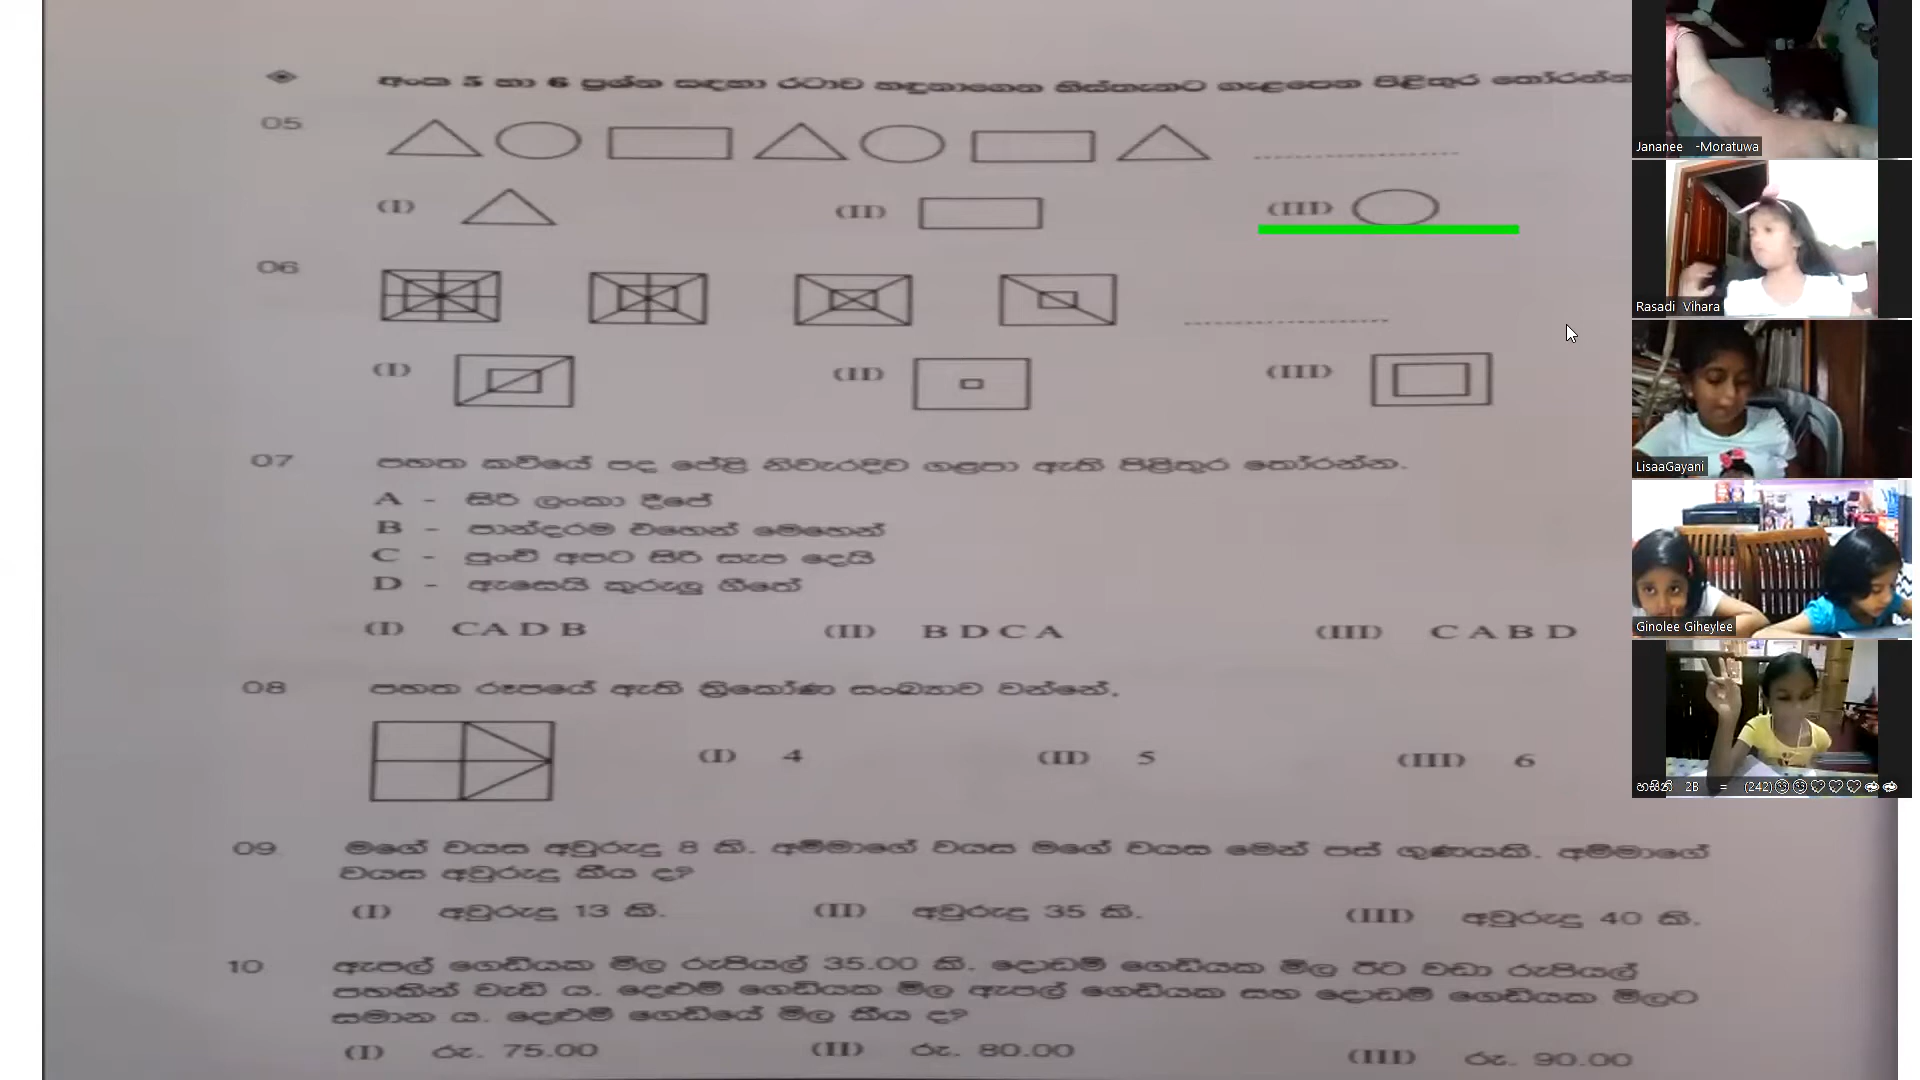 අංක 5 හා 6 ප්‍රශ්න සඳහා රටාව හඳුනාගෙන හිස්තැනට ගැළපෙන පිළිතුර තෝරන්න
05
(I) (II) (III)
06
(I) (II) (III)
07 පහත කවියේ පද පේළි නිවැරදිව ගළපා ඇති පිළිතුර තෝරන්න.
A - සිරි ලංකා දීපේ
B - පාන්දරම එහෙන් මෙහෙන්
C - පුංචි අපට සිරි සැප දෙයි
D - ඇසෙයි කුරුලු ගීතේ
(I) C A D B (II) B D C A (III) C A B D
08 පහත රූපයේ ඇති ත්‍රිකෝණ සංඛ්‍යාව වන්නේ.
(I) 4 (II) 5 (III) 6
09 මගේ වයස අවුරුදු 8 කි. අම්මාගේ වයස මගේ වයස මෙන් පස් ගුණයකි. අම්මාගේ
වයස අවුරුදු කීය ද?
(I) අවුරුදු 13 කි. (II) අවුරුදු 35 කි. (III) අවුරුදු 40 කි.
10 ඇපල් ගෙඩියක මිල රුපියල් 35.00 කි. දොඩම් ගෙඩියක මිල ඊට වඩා රුපියල්
පහකින් වැඩි ය. දෙළුම් ගෙඩියක මිල ඇපල් ගෙඩියක සහ දොඩම් ගෙඩියක මිලට
සමාන ය. දෙළුම් ගෙඩියේ මිල කීය ද?
(I) රු. 75.00 (II) රු. 80.00 (III) රු. 90.00
Jananee -Moratuwa
Rasadi Vihara
LisaaGayani
Ginolee Giheylee
2B = (242)